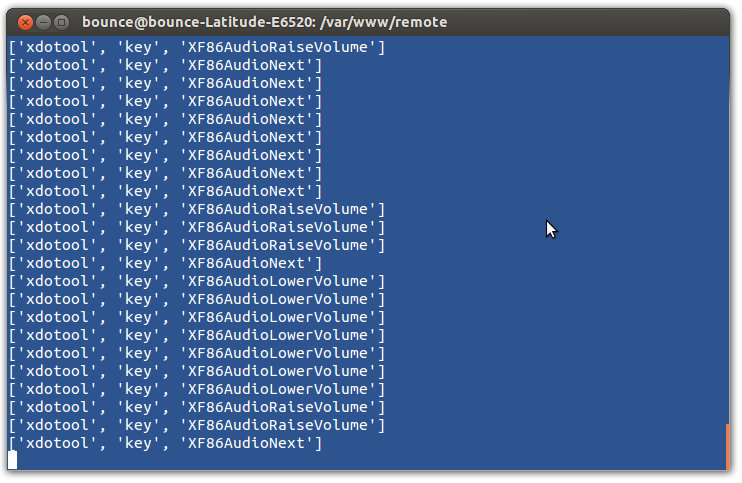 bounce@bounce-Latitude-E6520: /var/www/remote
['xdotool', 'key', 'XF86AudioRaiseVolume']
['xdotool', 'key', 'XF86AudioNext']
['xdotool', 'key', 'XF86AudioNext']
['xdotool', 'key', 'XF86AudioNext']
['xdotool', 'key', 'XF86AudioNext']
['xdotool', 'key', 'XF86AudioNext']
['xdotool', 'key', 'XF86AudioNext']
['xdotool', 'key', 'XF86AudioNext']
['xdotool', 'key', 'XF86AudioNext']
['xdotool', 'key', 'XF86AudioRaiseVolume']
['xdotool', 'key', 'XF86AudioRaiseVolume']
['xdotool', 'key', 'XF86AudioRaiseVolume']
['xdotool', 'key', 'XF86AudioNext']
['xdotool', 'key', 'XF86AudioLowerVolume']
['xdotool', 'key', 'XF86AudioLowerVolume']
['xdotool', 'key', 'XF86AudioLowerVolume']
['xdotool', 'key', 'XF86AudioLowerVolume']
['xdotool', 'key', 'XF86AudioLowerVolume']
['xdotool', 'key', 'XF86AudioLowerVolume']
['xdotool', 'key', 'XF86AudioLowerVolume']
['xdotool', 'key', 'XF86AudioRaiseVolume']
['xdotool', 'key', 'XF86AudioRaiseVolume']
['xdotool', 'key', 'XF86AudioNext']